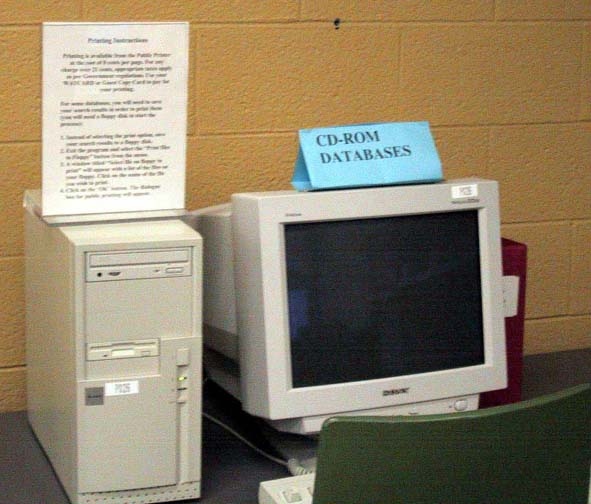 Printing Instructions
Printing is available from the Public Printer
at the cost of 8 cents per page. For any
charge over 25 cents, appropriate taxes apply
as per Government regulations. Use your
WATCARD or Guest Copy Card to pay for
your printing.
For some databases, you will need to save
your search results in order to print them
(you will need a floppy disk to start the
process):
1. Instead of selecting the print option, save
your search results to a floppy disk.
2. Exit the program and select the "Print files
on Floppy" button from the menu.
3. A window titled "Select file on floppy to
print" will appear with a list of the files on
your floppy. Click on the name of the file
you wish to print.
4. Click on the 'Ok' button. The dialogue
box for public printing will appear.
CD-ROM
DATABASES